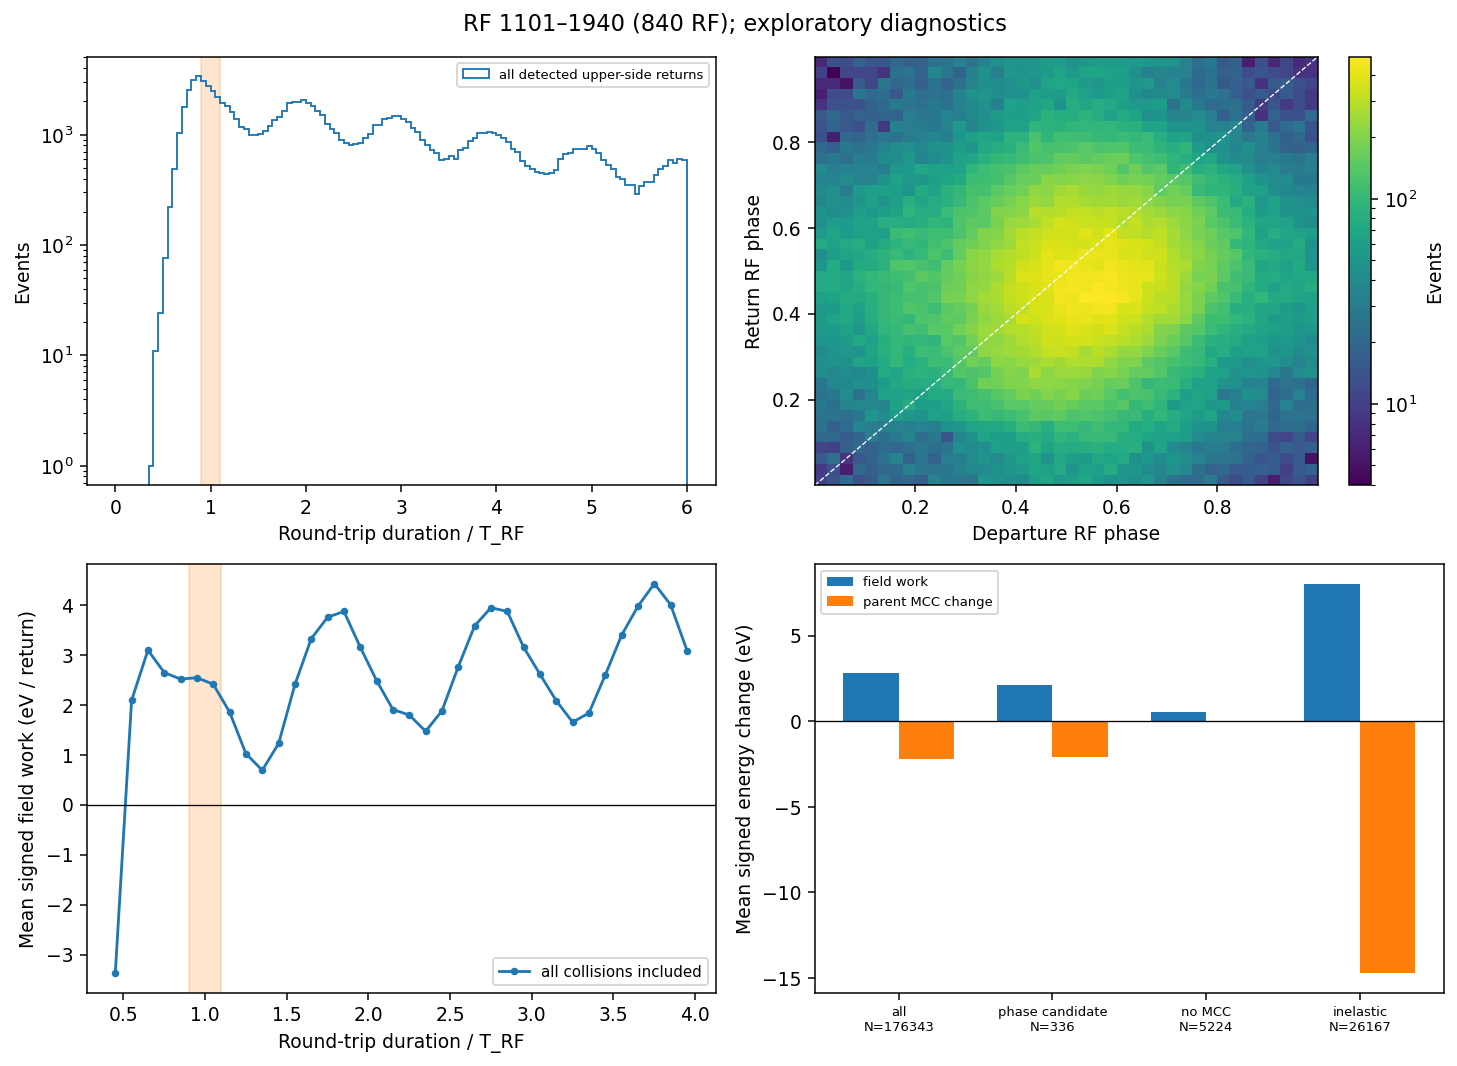 RF 1101–1940 (840 RF); exploratory diagnostics
all detected upper-side returns
Events
10³
10²
10¹
10⁰
0 1 2 3 4 5 6
Round-trip duration / T_RF
Return RF phase
0.8
0.6
0.4
0.2
0.2 0.4 0.6 0.8
Departure RF phase
10²
10¹
Events
Mean signed field work (eV / return)
4
3
2
1
0
−1
−2
−3
all collisions included
0.5 1.0 1.5 2.0 2.5 3.0 3.5 4.0
Round-trip duration / T_RF
Mean signed energy change (eV)
field work
parent MCC change
5
0
−5
−10
−15
all
N=176343
phase candidate
N=336
no MCC
N=5224
inelastic
N=26167